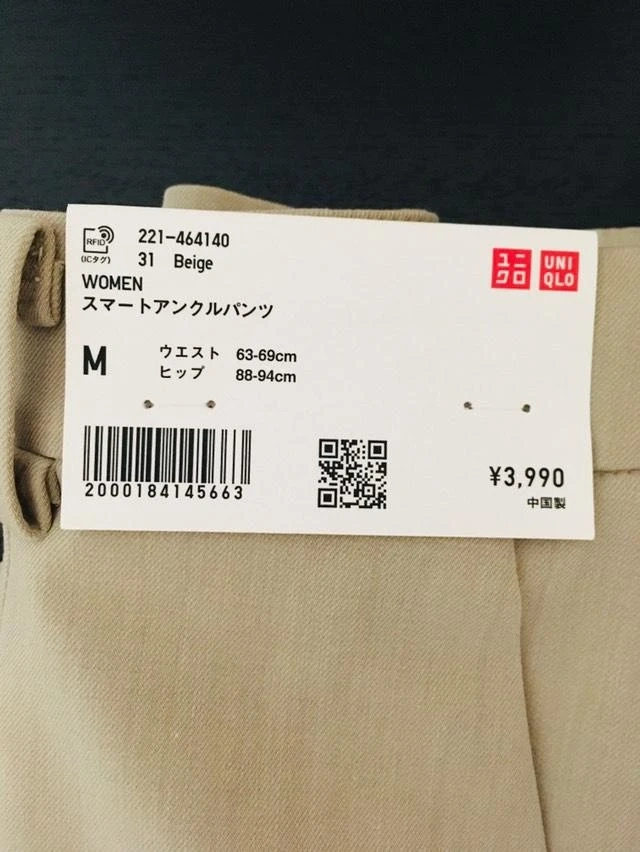 RFID
(ICタグ)
221-464140
31 Beige
WOMEN
スマートアンクルパンツ
ユニクロ
UNIQLO
M
ウエスト 63-69cm
ヒップ 88-94cm
2000184145663
¥3,990
中国製